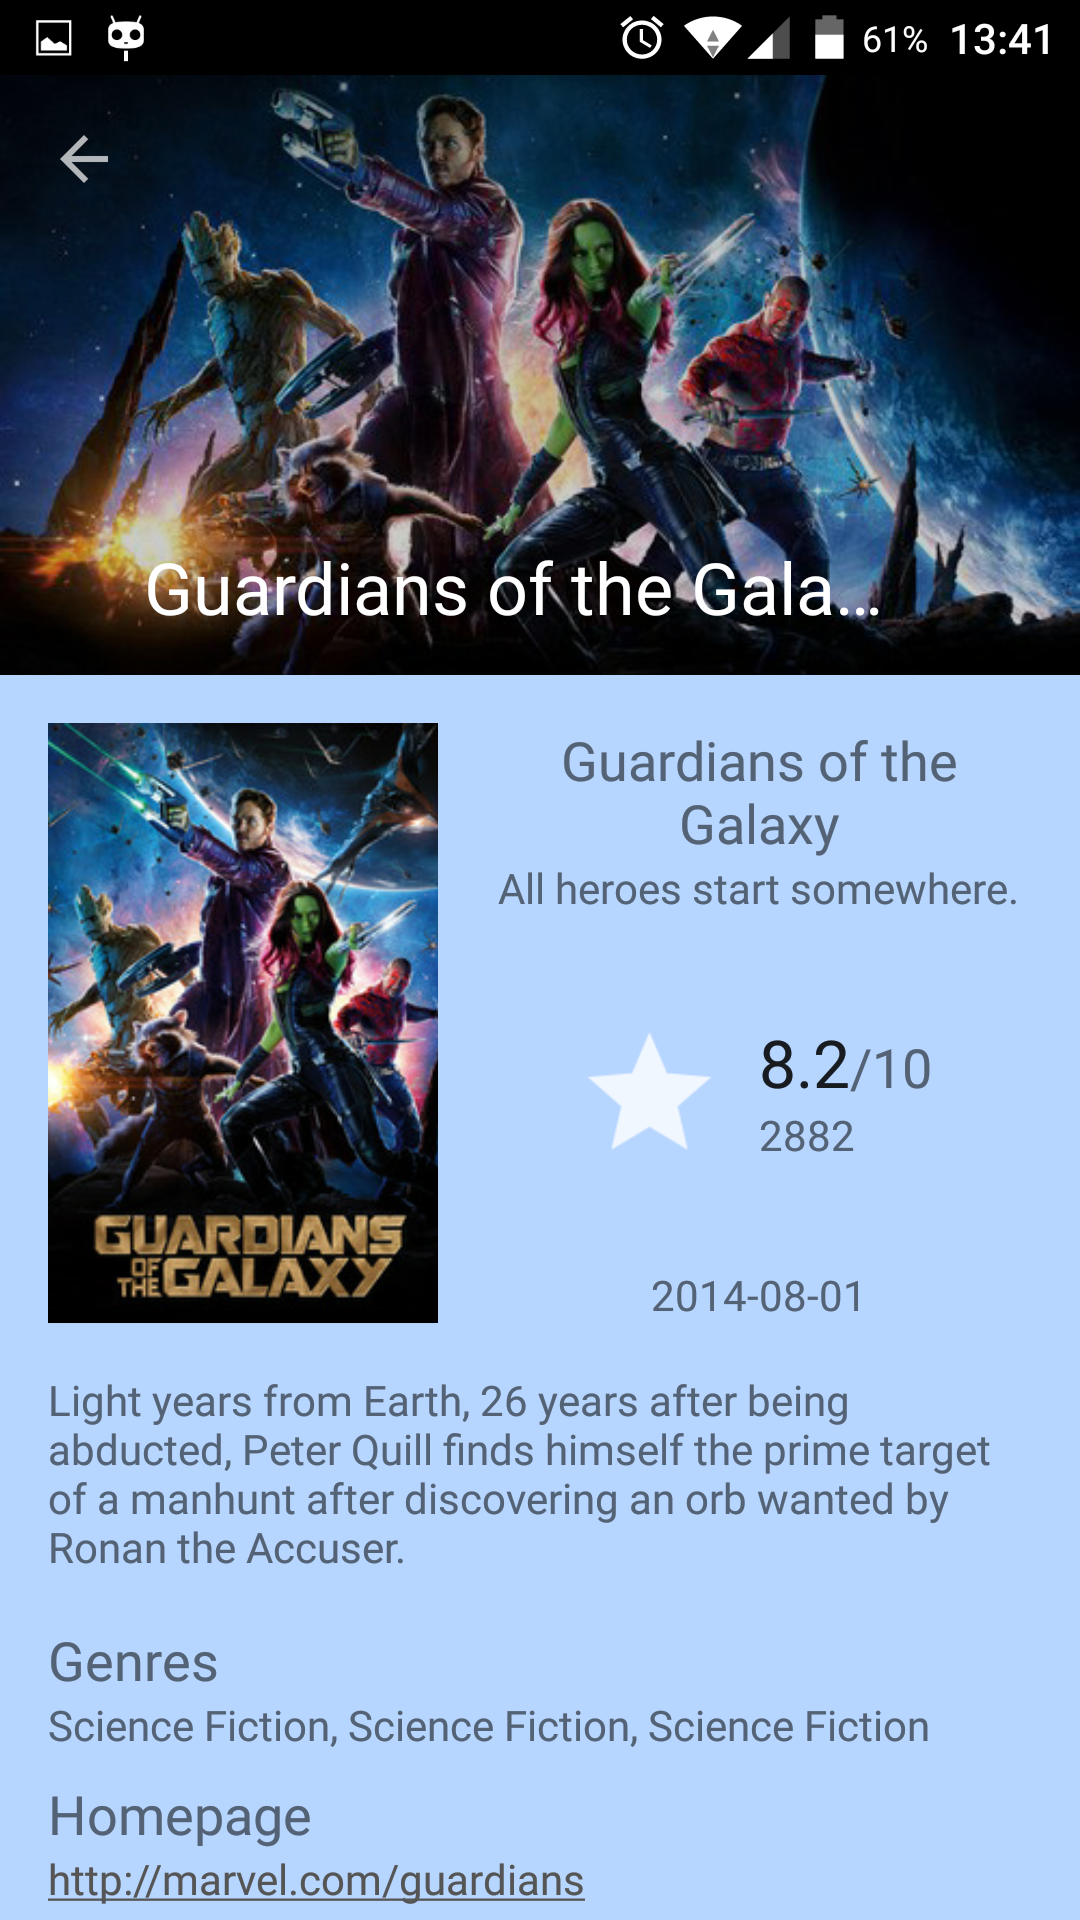 61% 13:41
Guardians of the Gala...
Guardians of the
Galaxy
All heroes start somewhere.
8.2/10
2882
GUARDIANS
OF
THE GALAXY
2014-08-01
Light years from Earth, 26 years after being
abducted, Peter Quill finds himself the prime target
of a manhunt after discovering an orb wanted by
Ronan the Accuser.
Genres
Science Fiction, Science Fiction, Science Fiction
Homepage
http://marvel.com/guardians